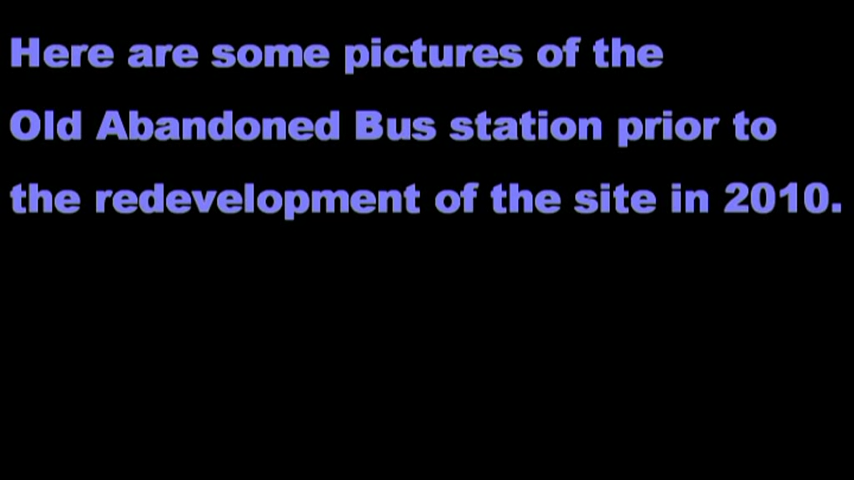 Here are some pictures of the
Old Abandoned Bus station prior to
the redevelopment of the site in 2010.